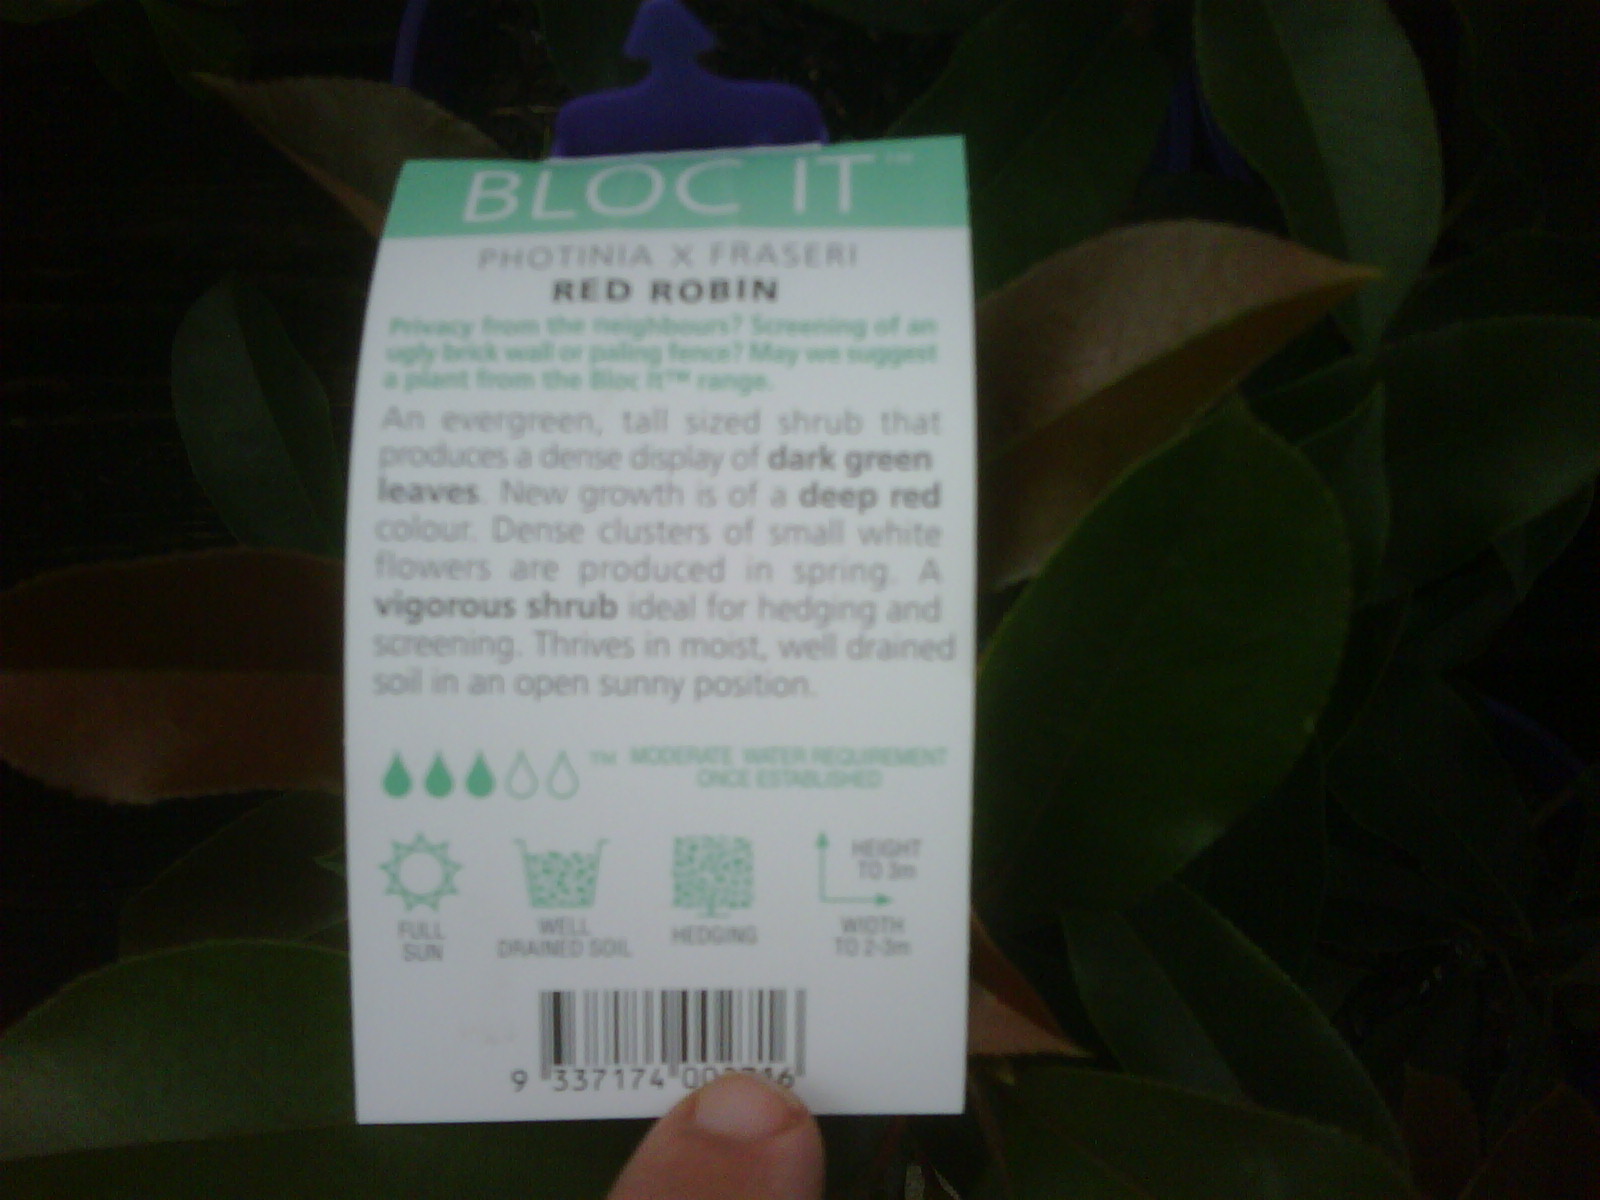 BLOC IT™
PHOTINIA X FRASERI
RED ROBIN
Privacy from the neighbours? Screening of an
ugly brick wall or paling fence? May we suggest
a plant from the Bloc It™ range.
An evergreen, tall sized shrub that
produces a dense display of dark green
leaves. New growth is of a deep red
colour. Dense clusters of small white
flowers are produced in spring. A
vigorous shrub ideal for hedging and
screening. Thrives in moist, well drained
soil in an open sunny position.
™ MODERATE WATER REQUIREMENT
ONCE ESTABLISHED
HEIGHT
TO 3m
FULL
SUN
WELL
DRAINED SOIL
HEDGING
WIDTH
TO 2-3m
9 337174